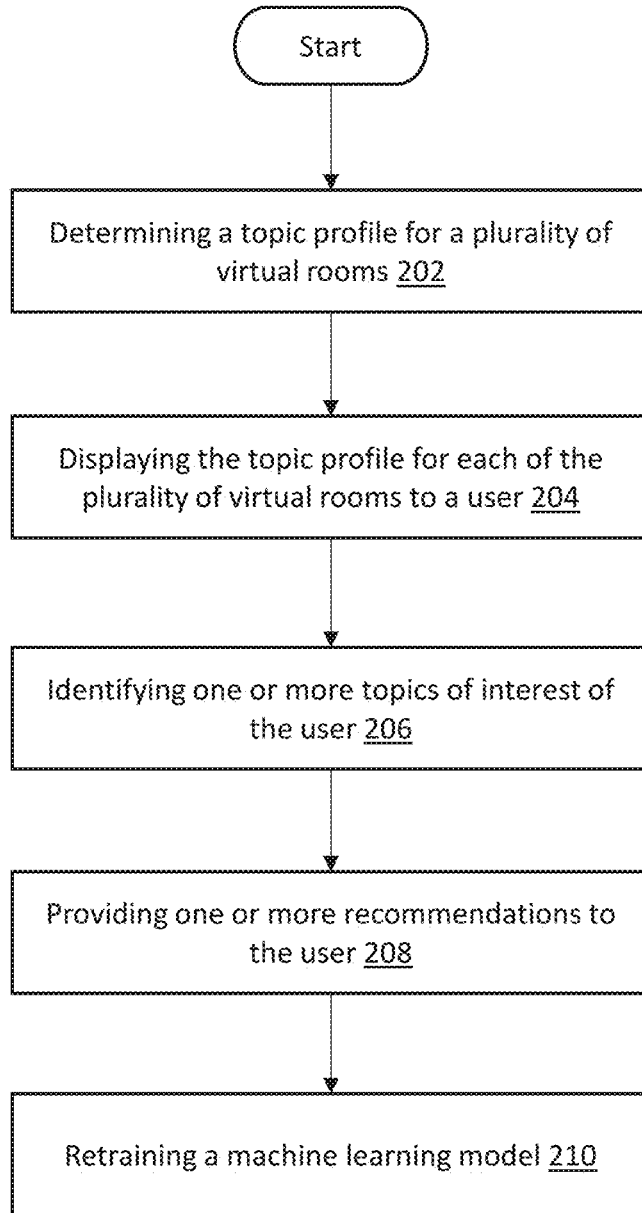 Start
Determining a topic profile for a plurality of
virtual rooms 202
Displaying the topic profile for each of the
plurality of virtual rooms to a user 204
Identifying one or more topics of interest of
the user 206
Providing one or more recommendations to
the user 208
Retraining a machine learning model 210